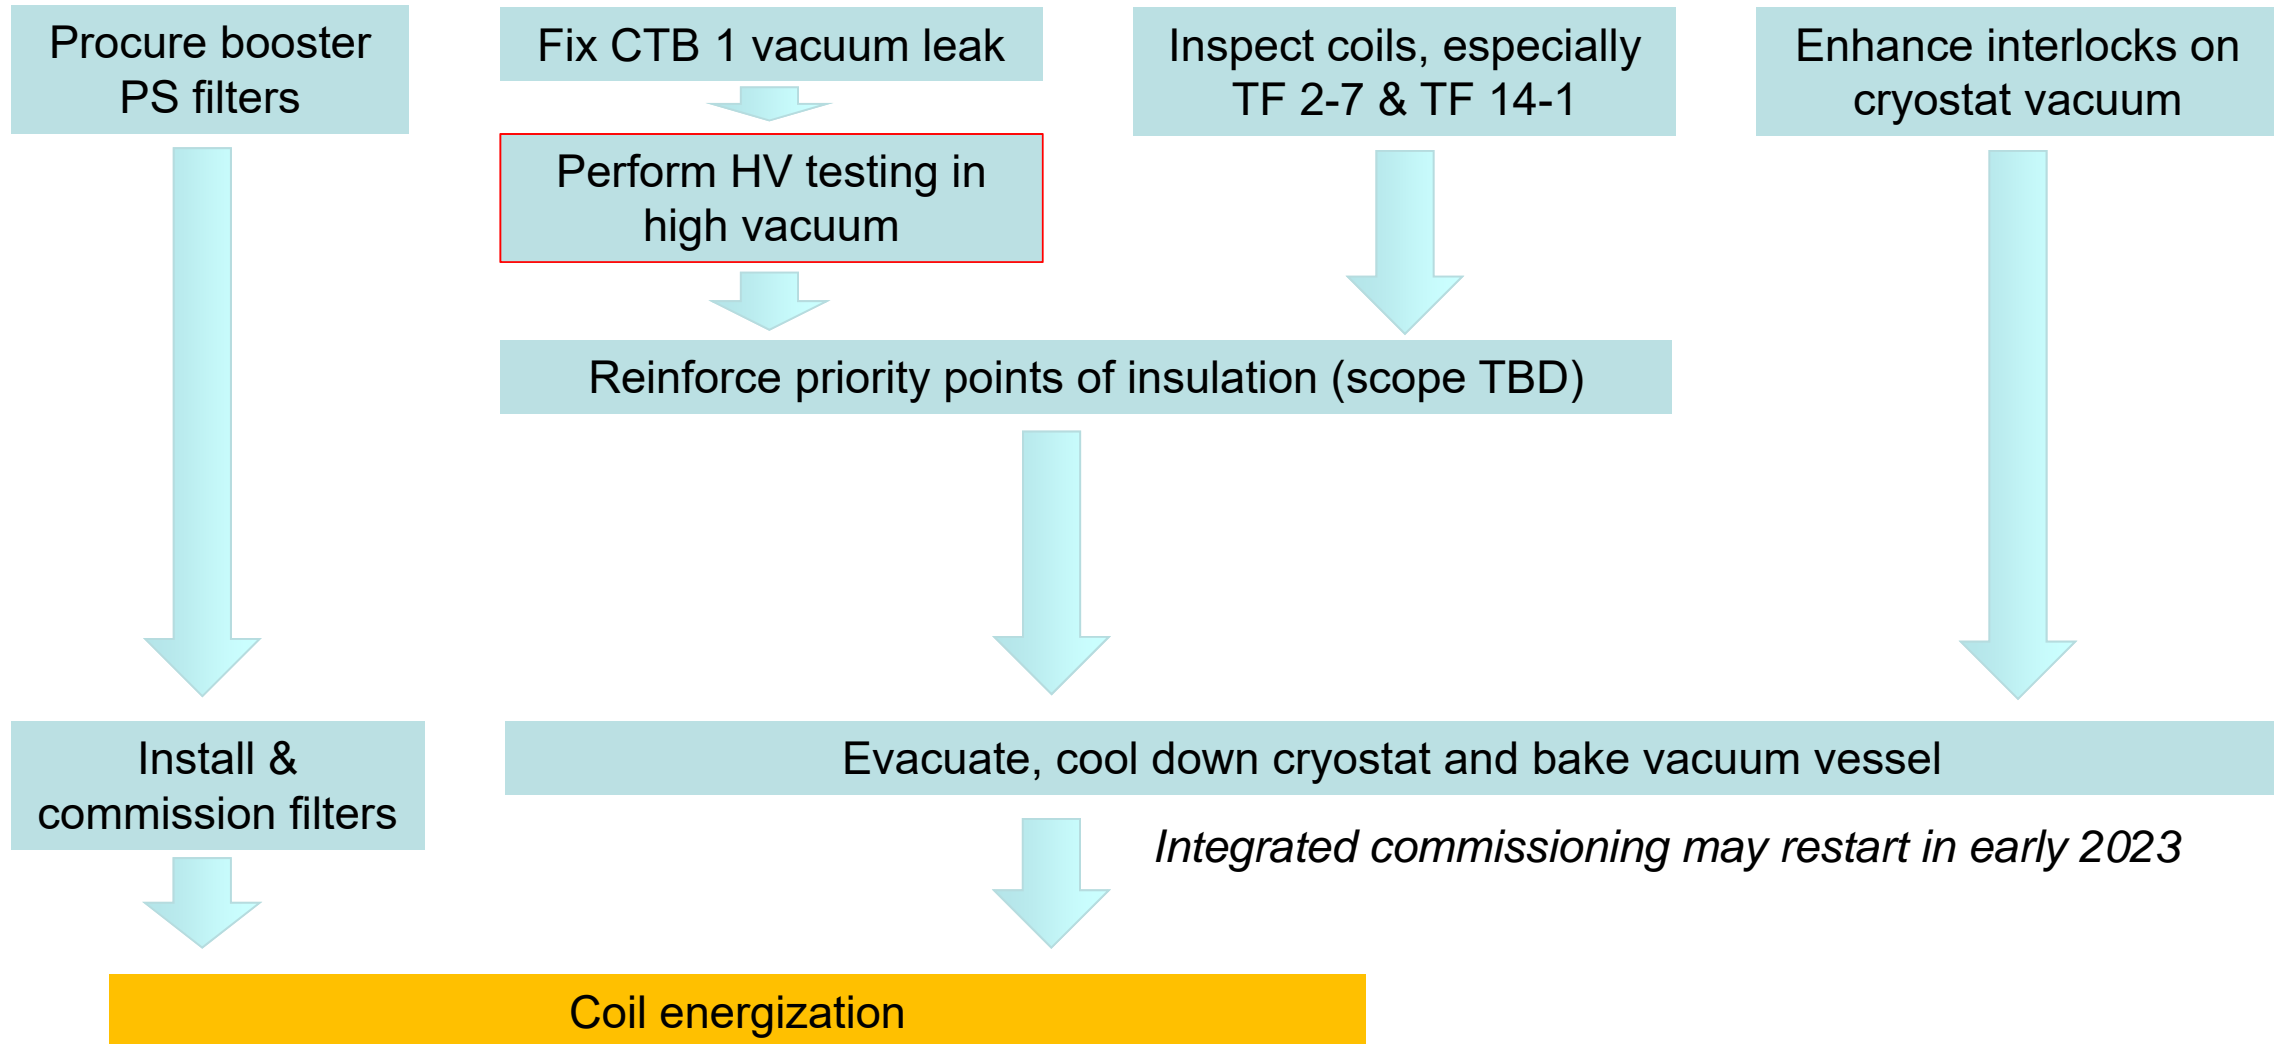 Procure booster
PS filters
Fix CTB 1 vacuum leak
Inspect coils, especially
TF 2-7 & TF 14-1
Enhance interlocks on
cryostat vacuum
Perform HV testing in
high vacuum
Reinforce priority points of insulation (scope TBD)
Install &
commission filters
Evacuate, cool down cryostat and bake vacuum vessel
Integrated commissioning may restart in early 2023
Coil energization